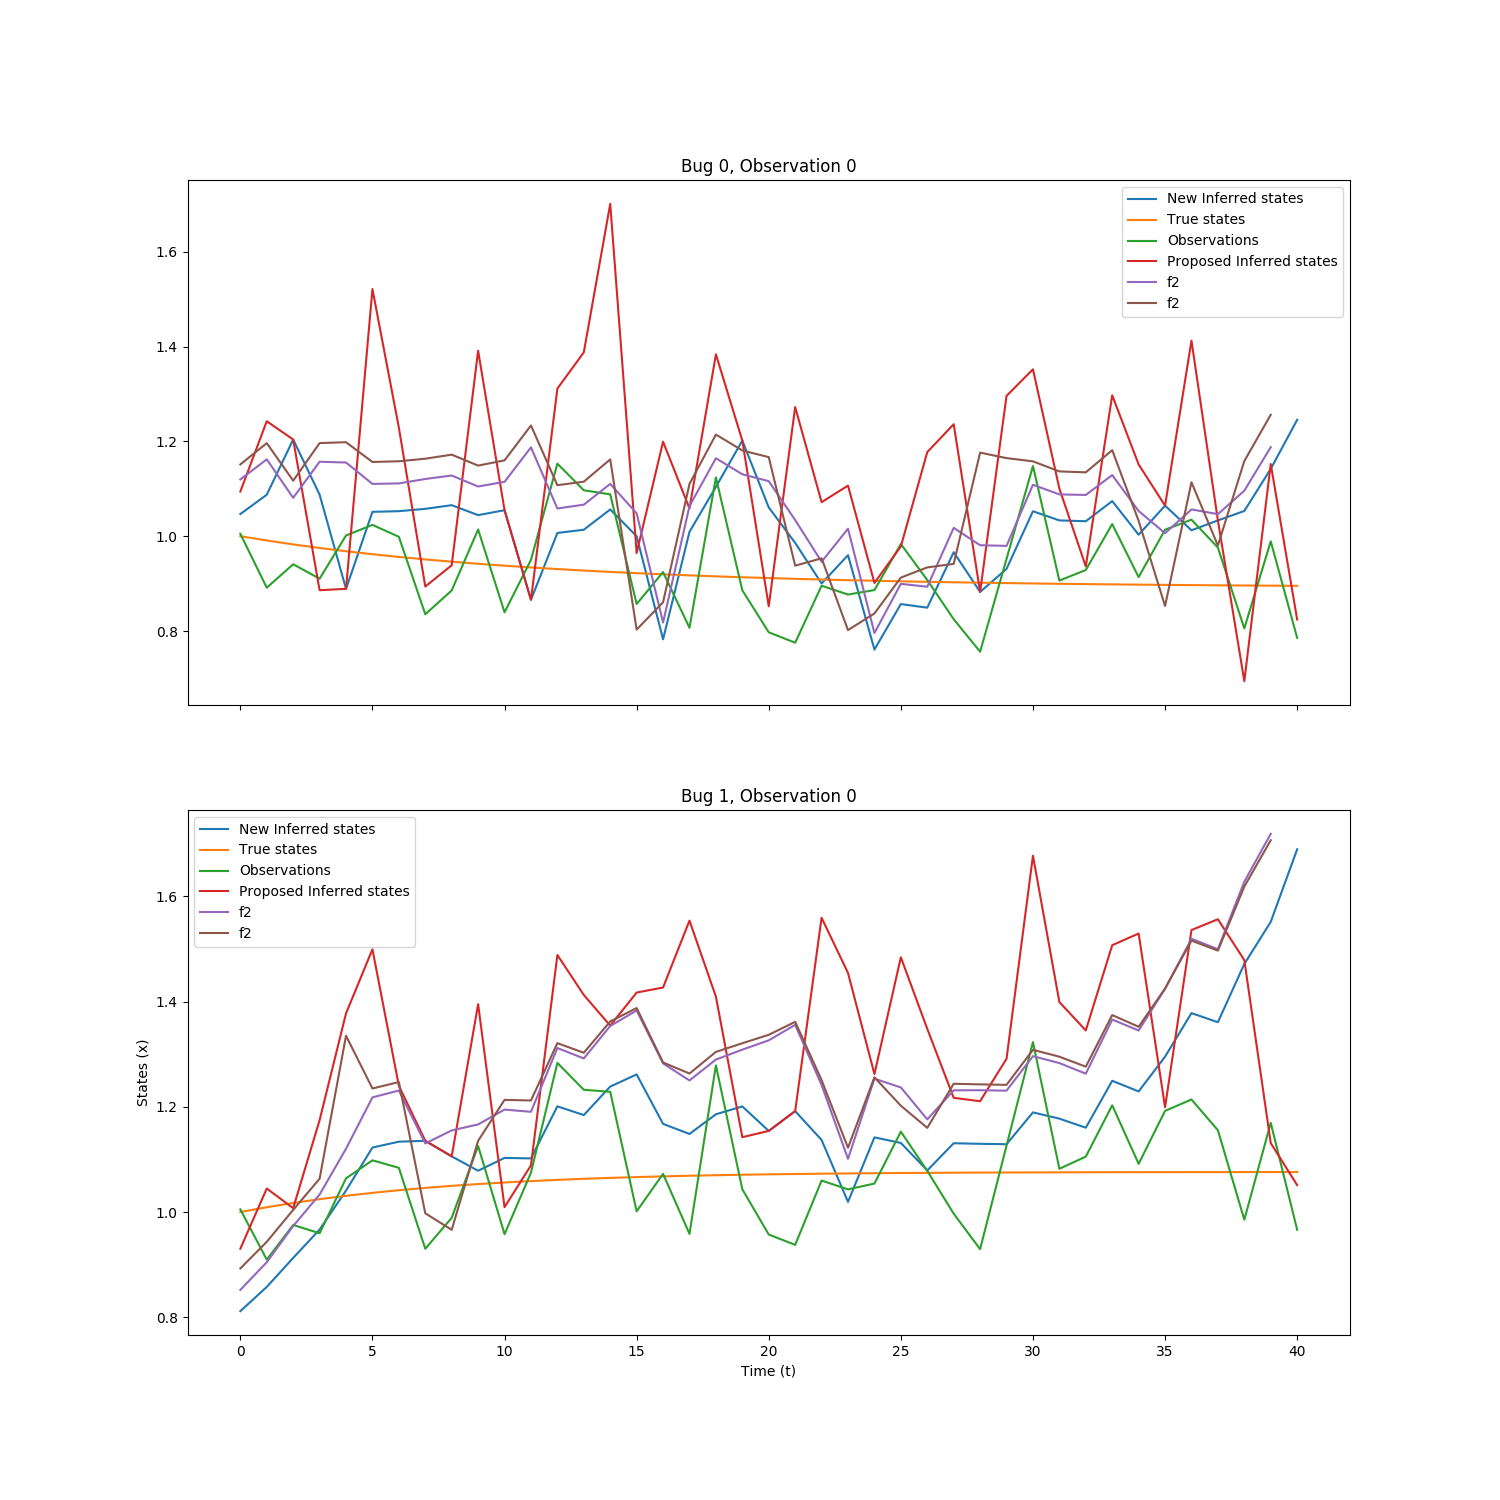 Bug 0, Observation 0
New Inferred states
True states
Observations
Proposed Inferred states
f2
f2
1.6
1.4
1.2
1.0
0.8
Bug 1, Observation 0
New Inferred states
True states
Observations
Proposed Inferred states
f2
f2
1.6
1.4
1.2
1.0
0.8
States (x)
0 5 10 15 20 25 30 35 40
Time (t)